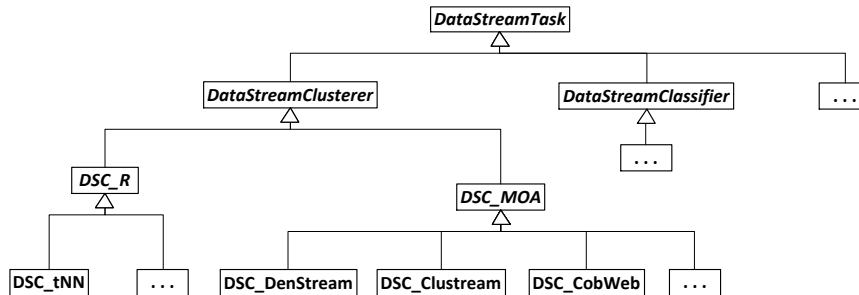 DataStreamTask
DataStreamClusterer
DataStreamClassifier
...
...
DSC_R
DSC_MOA
DSC_tNN
...
DSC_DenStream
DSC_Clustream
DSC_CobWeb
...